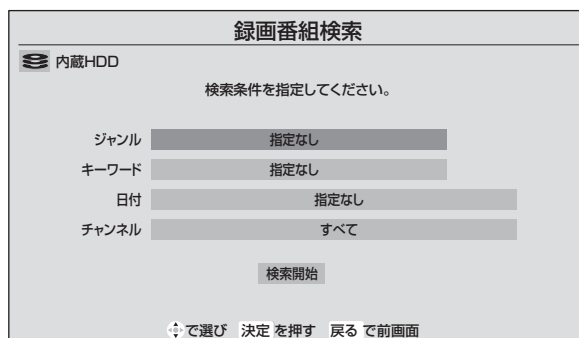 録画番組検索
内蔵HDD
検索条件を指定してください。
ジャンル 指定なし
キーワード 指定なし
日付 指定なし
チャンネル すべて
検索開始
で選び 決定 を押す 戻る で前画面